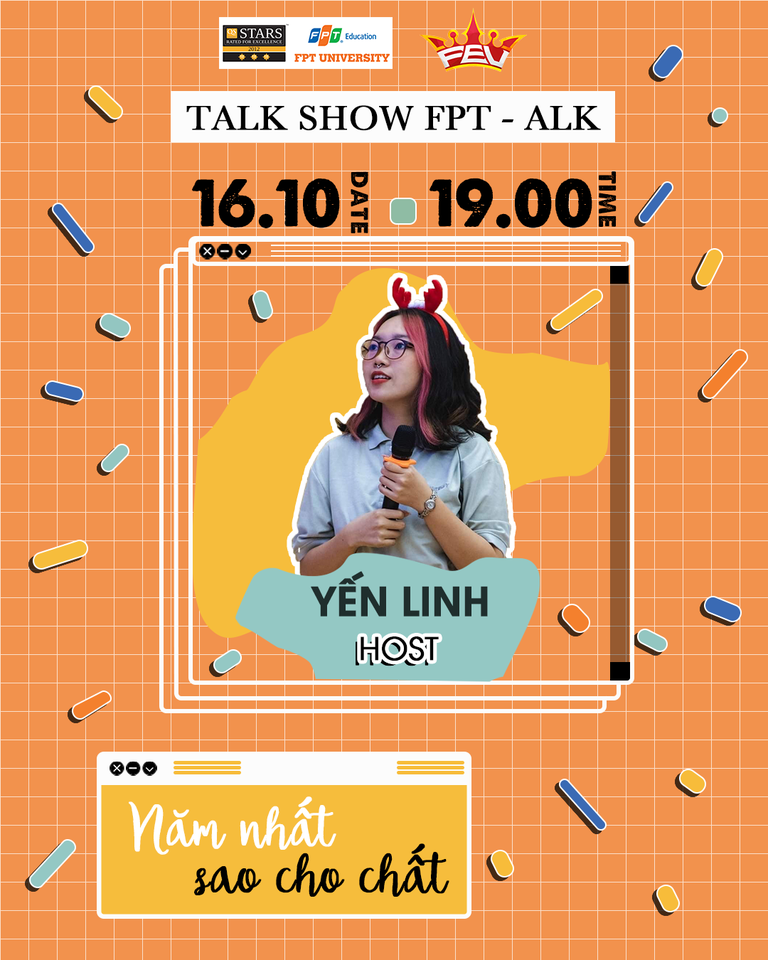 QS STARS
RATED FOR EXCELLENCE
2012
FPT Education
FPT UNIVERSITY
FEV
TALK SHOW FPT - ALK
16.10 DATE 19.00 TIME
YẾN LINH
HOST
Năm nhất
sao cho chất